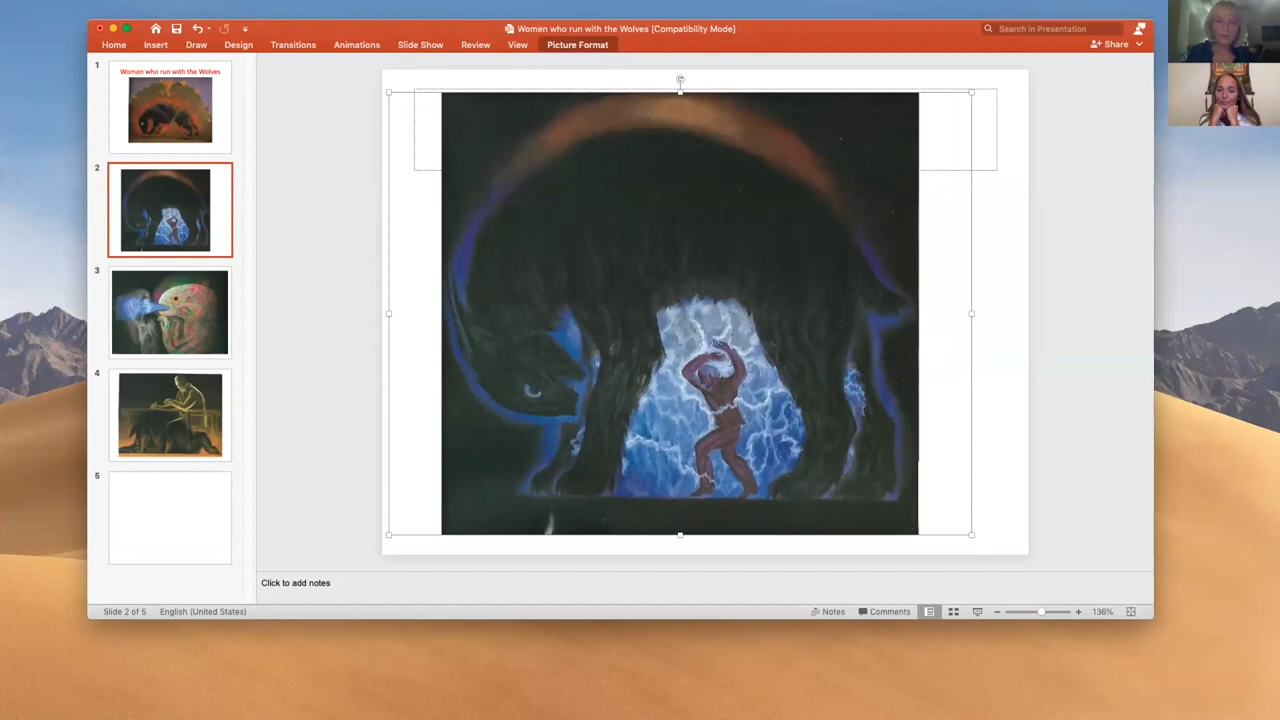 Women who run with the Wolves [Compatibility Mode]
Search in Presentation
Home Insert Draw Design Transitions Animations Slide Show Review View Picture Format
Share
1
Women who run with the Wolves
2
3
4
5
Click to add notes
Slide 2 of 5 English (United States) Notes Comments 136%